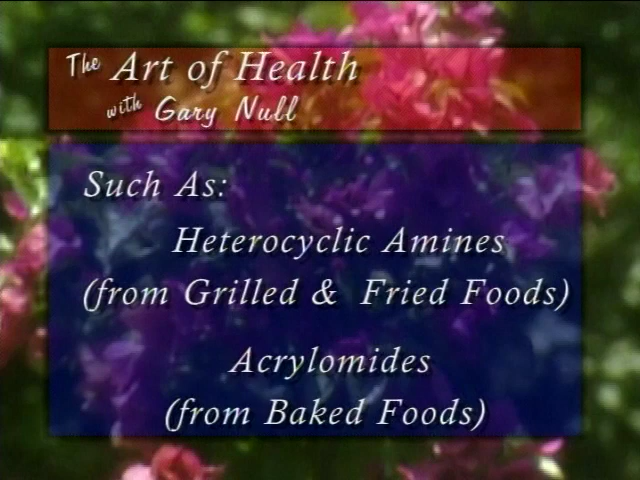 The Art of Health
with Gary Null
Such As:
Heterocyclic Amines
(from Grilled & Fried Foods)
Acrylomides
(from Baked Foods)